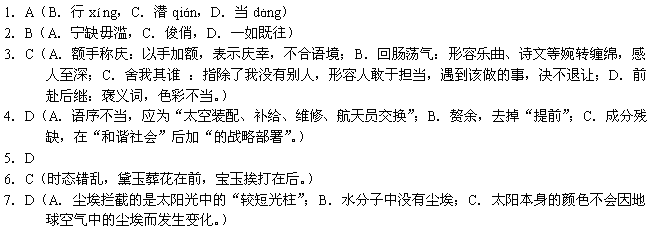 1．A（B．行 xíng，C．潜 qián，D．当 dàng）
2．B（A．宁缺毋滥，C．俊俏，D．一如既往）
3．C（A．额手称庆：以手加额，表示庆幸，不合语境；B．回肠荡气：形容乐曲、诗文等婉转缠绵，感
人至深；C．舍我其谁 ：指除了我没有别人，形容人敢于担当，遇到该做的事，决不退让；D．前
赴后继：褒义词，色彩不当。）
4．D（A．语序不当，应为“太空装配、补给、维修、航天员交换”；B．赘余，去掉“提前”；C．成分残
缺，在“和谐社会”后加“的战略部署”。）
5．D
6．C（时态错乱，黛玉葬花在前，宝玉挨打在后。）
7．D（A．尘埃拦截的是太阳光中的“较短光柱”；B．水分子中没有尘埃；C．太阳本身的颜色不会因地
球空气中的尘埃而发生变化。）